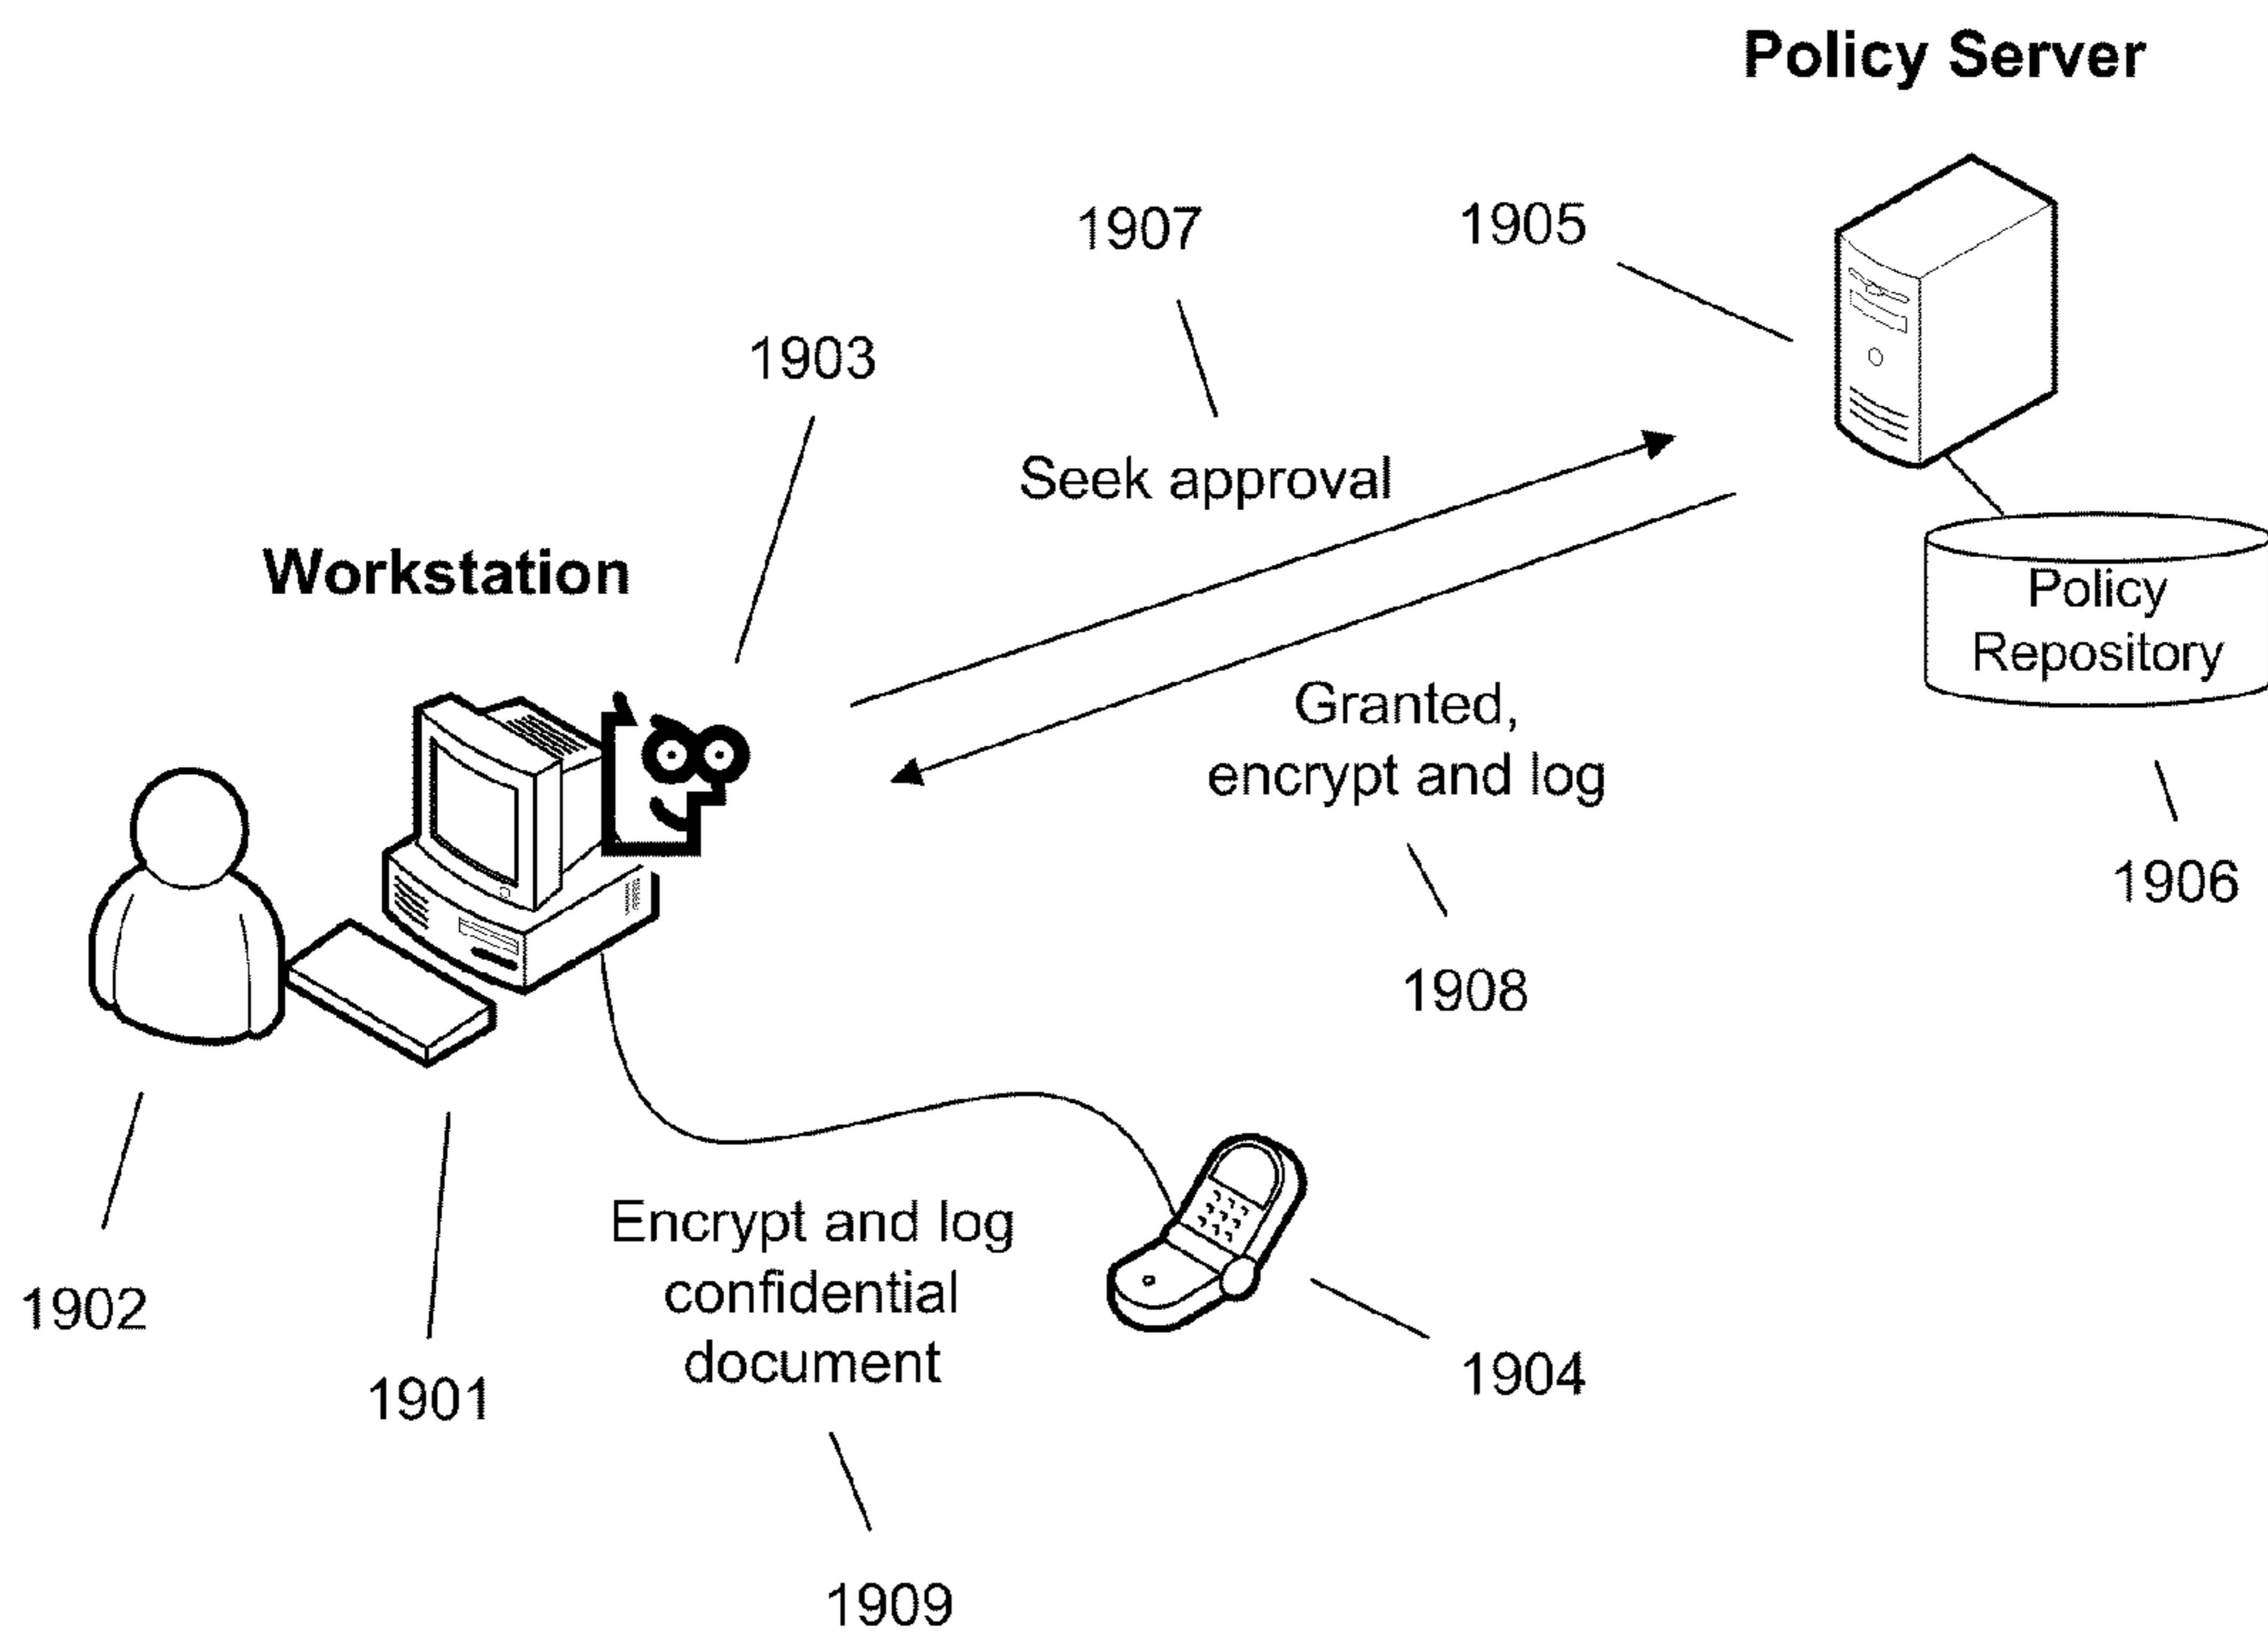 Policy Server
1907
1905
1903
Seek approval
Workstation
Policy
Repository
Granted,
encrypt and log
1906
1908
Encrypt and log
confidential
document
1902
1904
1901
1909